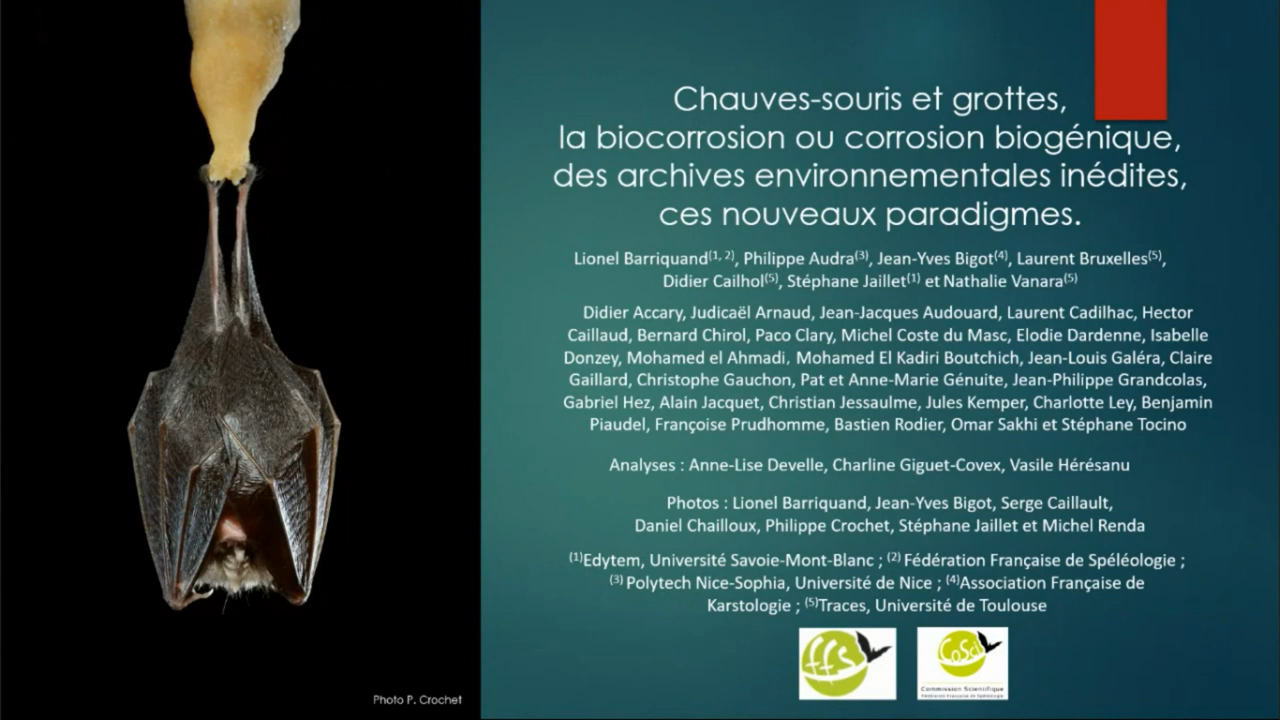 Chauves-souris et grottes,
la biocorrosion ou corrosion biogénique,
des archives environnementales inédites,
ces nouveaux paradigmes.
Lionel Barriquand(1, 2), Philippe Audra(3), Jean-Yves Bigot(4), Laurent Bruxelles(5),
Didier Cailhol(5), Stéphane Jaillet(1) et Nathalie Vanara(5)
Didier Accary, Judicaël Arnaud, Jean-Jacques Audouard, Laurent Cadilhac, Hector
Caillaud, Bernard Chirol, Paco Clary, Michel Coste du Masc, Elodie Dardenne, Isabelle
Donzey, Mohamed el Ahmadi, Mohamed El Kadiri Boutchich, Jean-Louis Galéra, Claire
Gaillard, Christophe Gauchon, Pat et Anne-Marie Génuite, Jean-Philippe Grandcolas,
Gabriel Hez, Alain Jacquet, Christian Jessaulme, Jules Kemper, Charlotte Ley, Benjamin
Piaudel, Françoise Prudhomme, Bastien Rodier, Omar Sakhi et Stéphane Tocino
Analyses : Anne-Lise Develle, Charline Giguet-Covex, Vasile Hérésanu
Photos : Lionel Barriquand, Jean-Yves Bigot, Serge Caillault,
Daniel Chailloux, Philippe Crochet, Stéphane Jaillet et Michel Renda
(1)Edytem, Université Savoie-Mont-Blanc ; (2) Fédération Française de Spéléologie ;
(3) Polytech Nice-Sophia, Université de Nice ; (4)Association Française de
Karstologie ; (5)Traces, Université de Toulouse
ffs
CoSci
Commission Scientifique
Fédération Française de Spéléologie
Photo P. Crochet